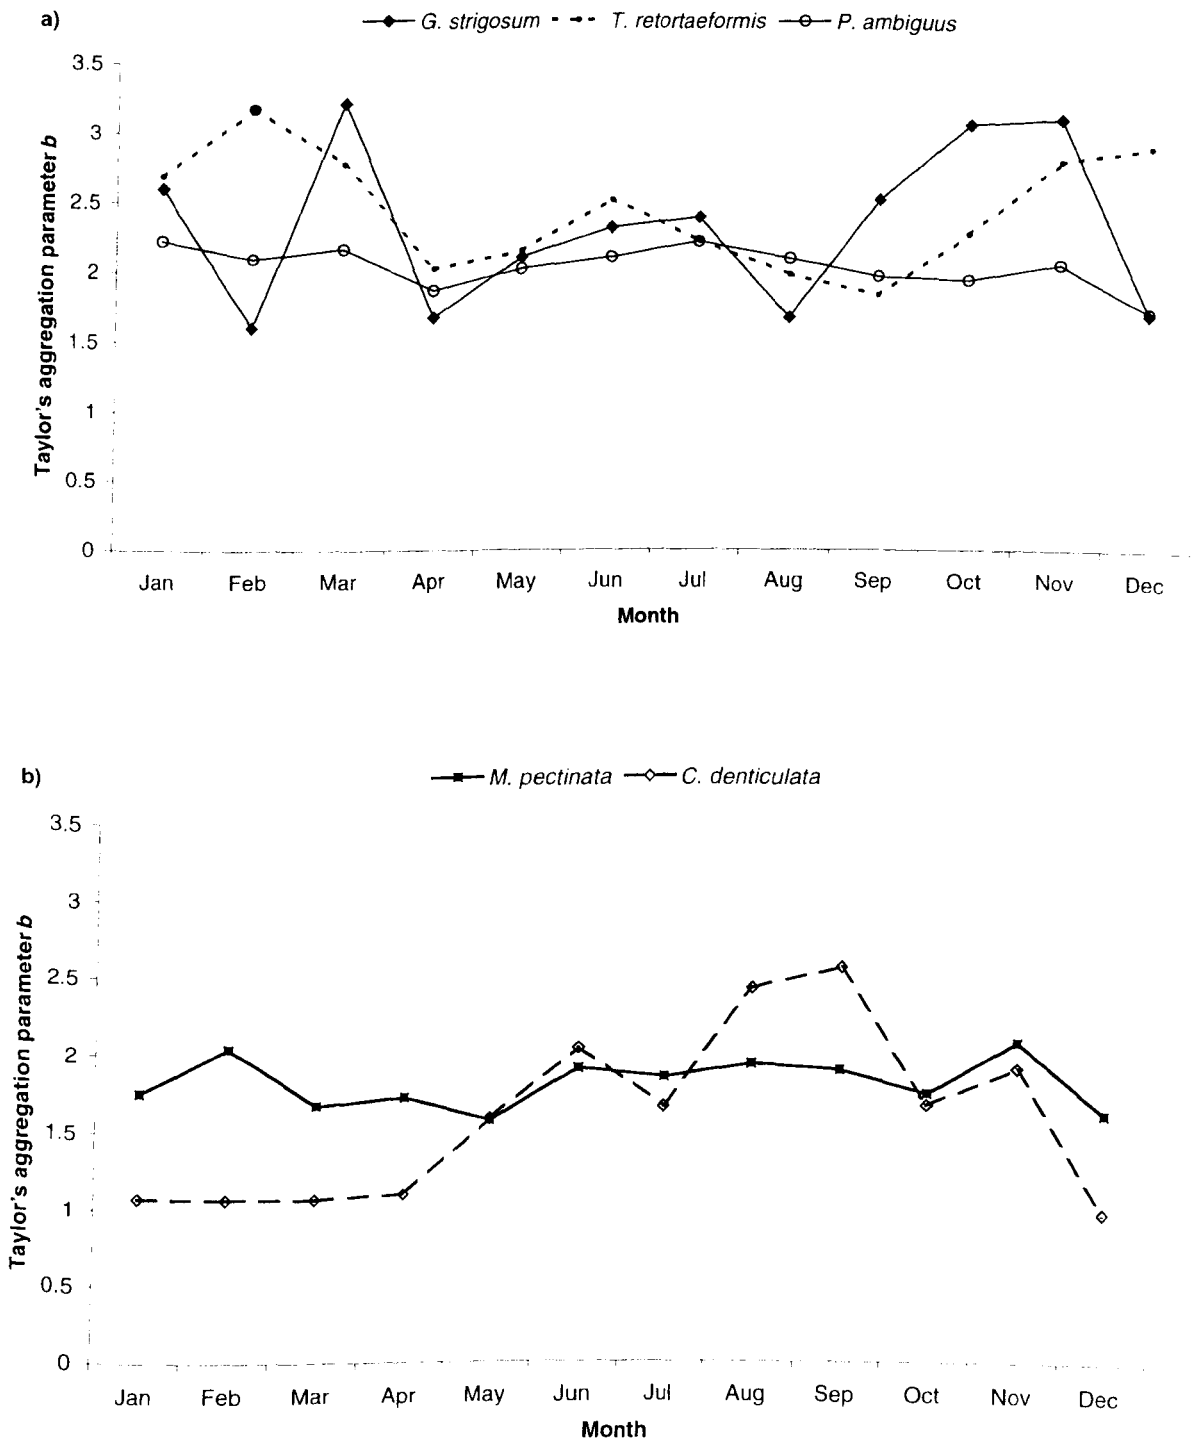 a)
G. strigosum T. retortaeformis P. ambiguus
3.5
3
2.5
2
1.5
1
0.5
0
Taylor's aggregation parameter b
Jan Feb Mar Apr May Jun Jul Aug Sep Oct Nov Dec
Month
b)
M. pectinata C. denticulata
3.5
3
2.5
2
1.5
1
0.5
0
Taylor's aggregation parameter b
Jan Feb Mar Apr May Jun Jul Aug Sep Oct Nov Dec
Month